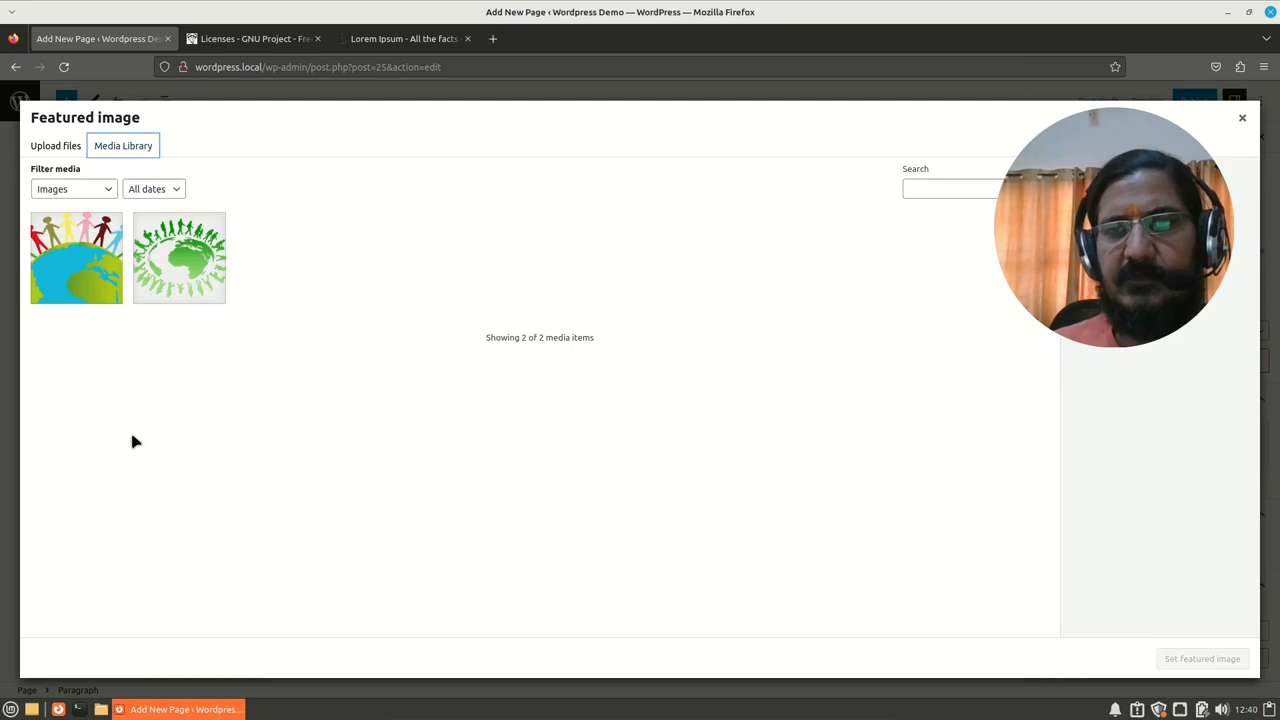 Add New Page ‹ Wordpress Demo — WordPress — Mozilla Firefox
Add New Page ‹ Wordpress De
Licenses - GNU Project - Fre
Lorem Ipsum - All the facts
wordpress.local/wp-admin/post.php?post=25&action=edit
Featured image
Upload files
Media Library
Filter media
Search
Images
All dates
Showing 2 of 2 media items
Set featured image
Page
Paragraph
Add New Page ‹ Wordpres...
12:40